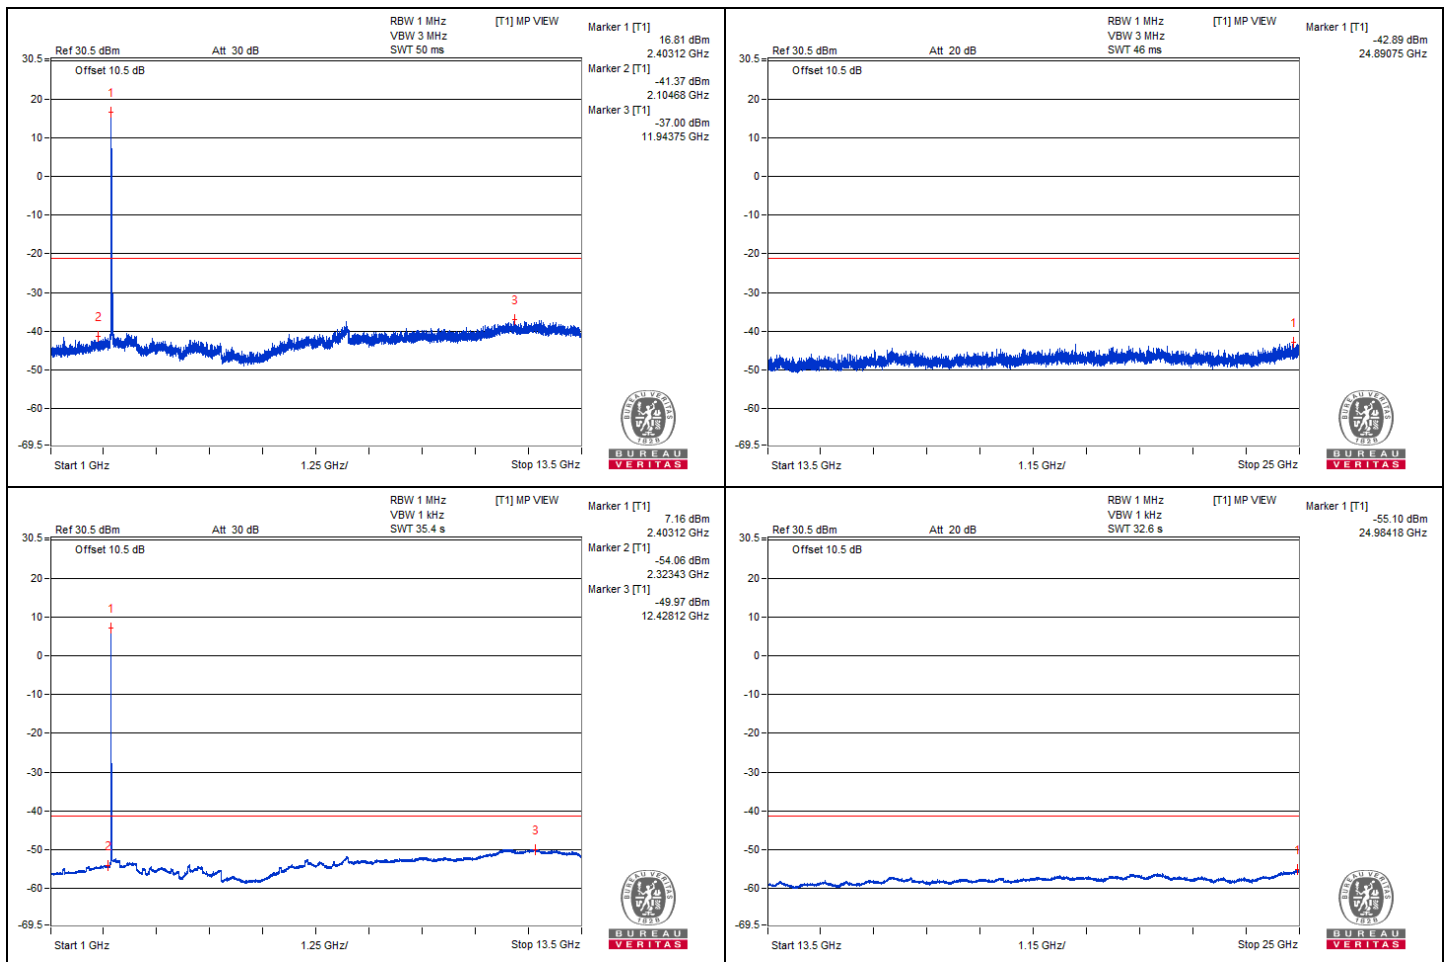 RBW 1 MHz [T1] MP VIEW
VBW 3 MHz
Ref 30.5 dBm Att 30 dB SWT 50 ms
Marker 1 [T1]
16.81 dBm
2.40312 GHz
Marker 2 [T1]
-41.37 dBm
2.10468 GHz
Marker 3 [T1]
-37.00 dBm
11.94375 GHz
30.5
Offset 10.5 dB
1
20
10
0
-10
-20
-30
3
2
-40
-50
-60
-69.5
Start 1 GHz 1.25 GHz/ Stop 13.5 GHz
BUREAU VERITAS
1828
BUREAU
VERITAS
RBW 1 MHz [T1] MP VIEW
VBW 3 MHz
Ref 30.5 dBm Att 20 dB SWT 46 ms
Marker 1 [T1]
-42.89 dBm
24.89075 GHz
30.5
Offset 10.5 dB
20
10
0
-10
-20
-30
1
-40
-50
-60
-69.5
Start 13.5 GHz 1.15 GHz/ Stop 25 GHz
BUREAU VERITAS
1828
BUREAU
VERITAS
RBW 1 MHz [T1] MP VIEW
VBW 1 kHz
Ref 30.5 dBm Att 30 dB SWT 35.4 s
Marker 1 [T1]
7.16 dBm
2.40312 GHz
Marker 2 [T1]
-54.06 dBm
2.32343 GHz
Marker 3 [T1]
-49.97 dBm
12.42812 GHz
30.5
Offset 10.5 dB
20
1
10
0
-10
-20
-30
-40
3
2
-50
-60
-69.5
Start 1 GHz 1.25 GHz/ Stop 13.5 GHz
BUREAU VERITAS
1828
BUREAU
VERITAS
RBW 1 MHz [T1] MP VIEW
VBW 1 kHz
Ref 30.5 dBm Att 20 dB SWT 32.6 s
Marker 1 [T1]
-55.10 dBm
24.98418 GHz
30.5
Offset 10.5 dB
20
10
0
-10
-20
-30
-40
-50
1
-60
-69.5
Start 13.5 GHz 1.15 GHz/ Stop 25 GHz
BUREAU VERITAS
1828
BUREAU
VERITAS